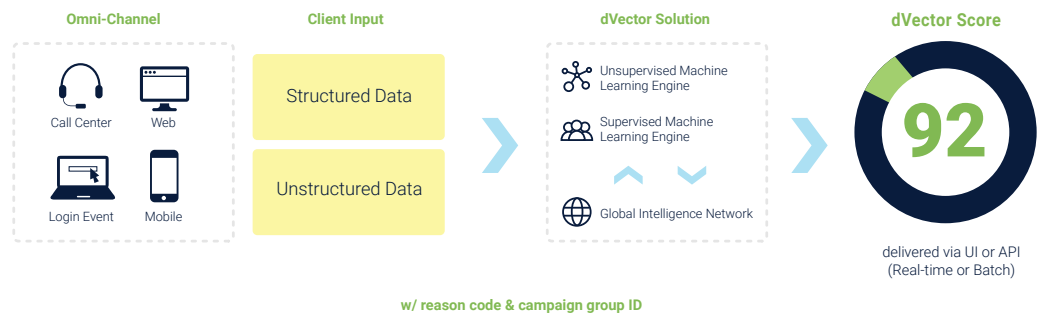 Omni-Channel
Call Center
Web
Login Event
Mobile
Client Input
Structured Data
Unstructured Data
dVector Solution
Unsupervised Machine
Learning Engine
Supervised Machine
Learning Engine
Global Intelligence Network
dVector Score
92
delivered via UI or API
(Real-time or Batch)
w/ reason code & campaign group ID